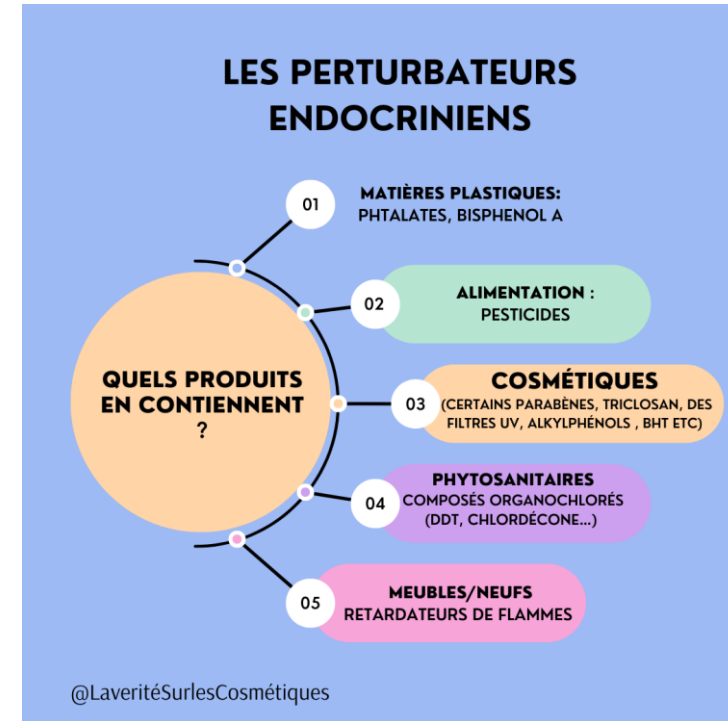 LES PERTURBATEURS
ENDOCRINIENS
01
MATIÈRES PLASTIQUES:
PHTALATES, BISPHENOL A
02
ALIMENTATION :
PESTICIDES
QUELS PRODUITS
EN CONTIENNENT
?
03
COSMÉTIQUES
(CERTAINS PARABÈNES, TRICLOSAN, DES
FILTRES UV, ALKYLPHÉNOLS , BHT ETC)
04
PHYTOSANITAIRES
COMPOSÉS ORGANOCHLORÉS
(DDT, CHLORDÉCONE...)
05
MEUBLES/NEUFS
RETARDATEURS DE FLAMMES
@LaveritéSurlesCosmétiques